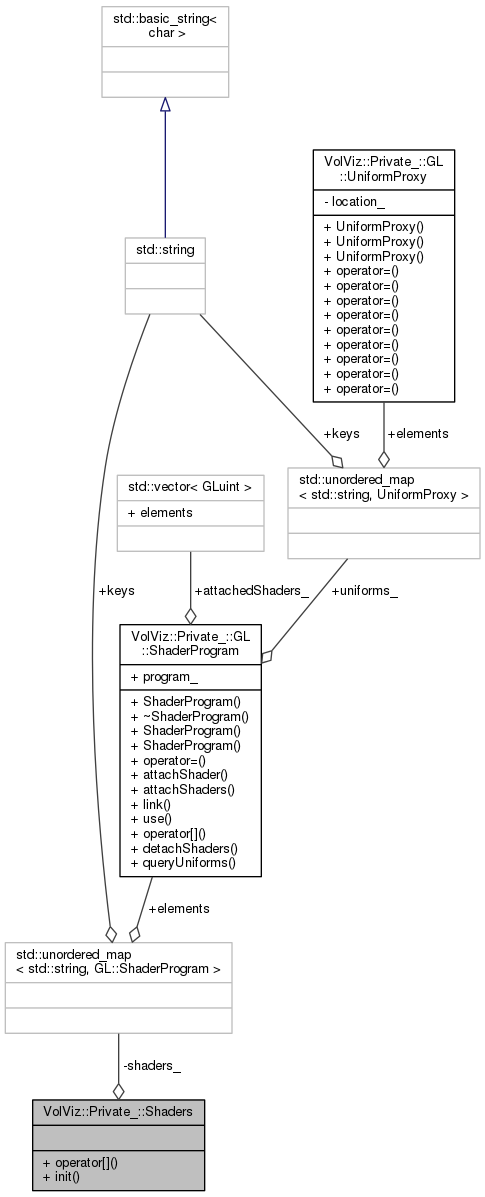 std::basic_string<
char >
VolViz::Private_::GL
::UniformProxy
- location_
+ UniformProxy()
+ UniformProxy()
+ UniformProxy()
+ operator=()
+ operator=()
+ operator=()
+ operator=()
+ operator=()
+ operator=()
+ operator=()
+ operator=()
+ operator=()
std::string
+keys
+elements
std::vector< GLuint >
+ elements
std::unordered_map
< std::string, UniformProxy >
+keys
+attachedShaders_
+uniforms_
VolViz::Private_::GL
::ShaderProgram
+ program_
+ ShaderProgram()
+ ~ShaderProgram()
+ ShaderProgram()
+ ShaderProgram()
+ operator=()
+ attachShader()
+ attachShaders()
+ link()
+ use()
+ operator[]()
+ detachShaders()
+ queryUniforms()
+elements
std::unordered_map
< std::string, GL::ShaderProgram >
-shaders_
VolViz::Private_::Shaders
+ operator[]()
+ init()